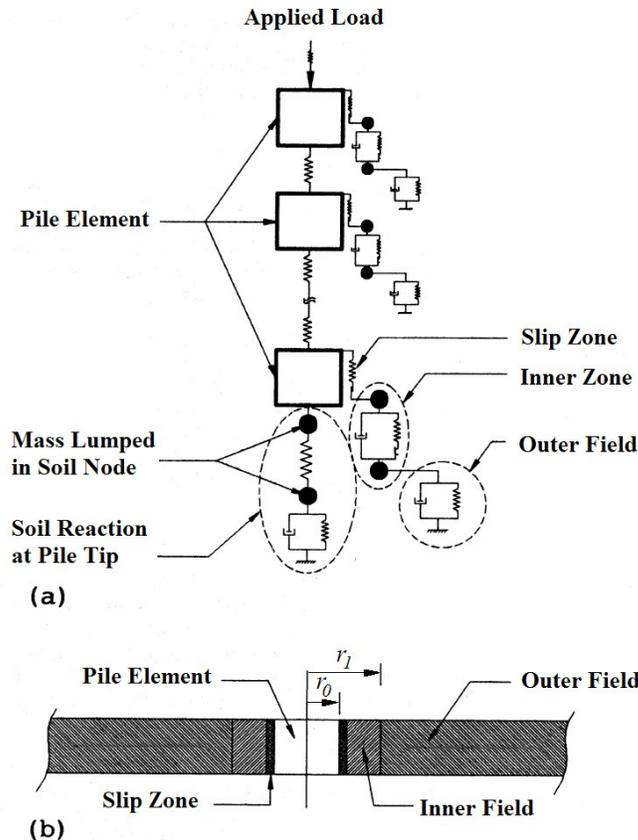 Applied Load
Pile Element
Slip Zone
Inner Zone
Mass Lumped
in Soil Node
Outer Field
Soil Reaction
at Pile Tip
(a)
r1
Pile Element
r0
Outer Field
Slip Zone
Inner Field
(b)